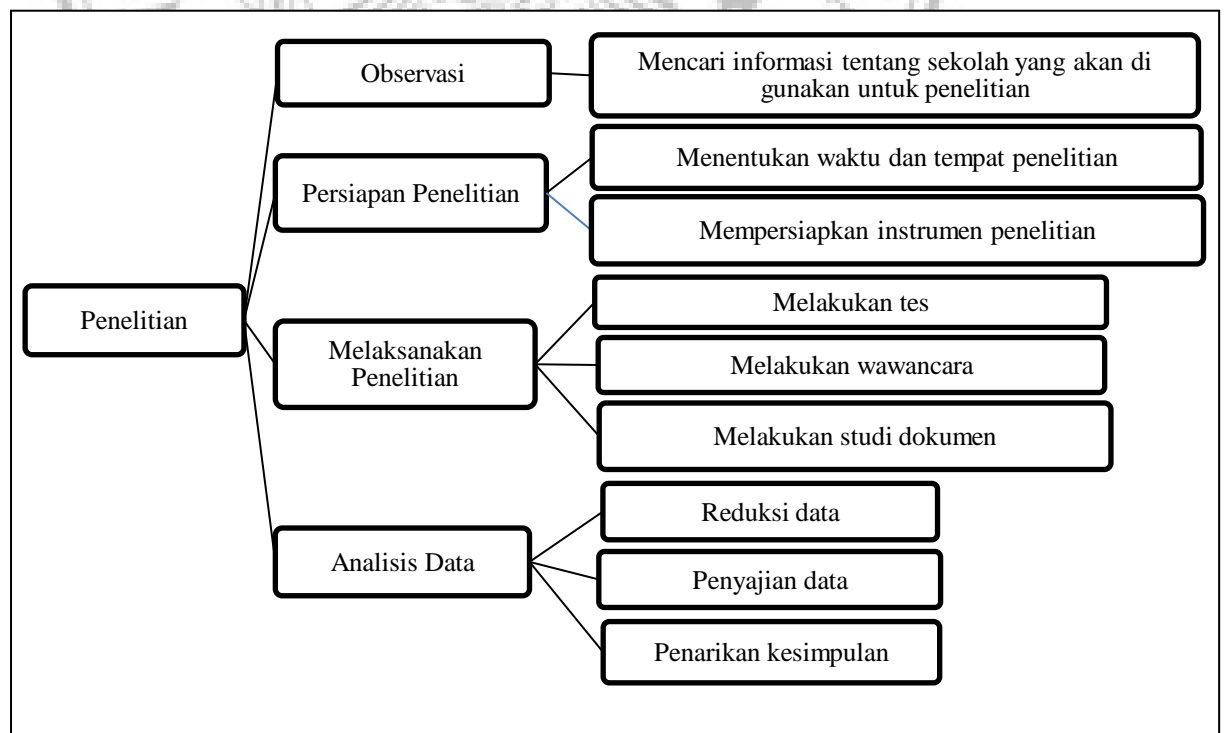 Observasi
Mencari informasi tentang sekolah yang akan di
gunakan untuk penelitian
Persiapan Penelitian
Menentukan waktu dan tempat penelitian
Mempersiapkan instrumen penelitian
Penelitian
Melaksanakan
Penelitian
Melakukan tes
Melakukan wawancara
Melakukan studi dokumen
Analisis Data
Reduksi data
Penyajian data
Penarikan kesimpulan